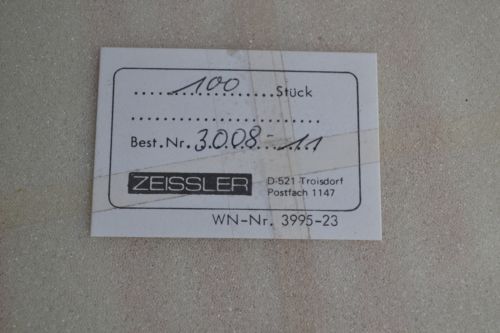 100 Stück
Best.Nr. 3008-11
ZEISSLER D-521 Troisdorf
Postfach 1147
WN-Nr. 3995-23